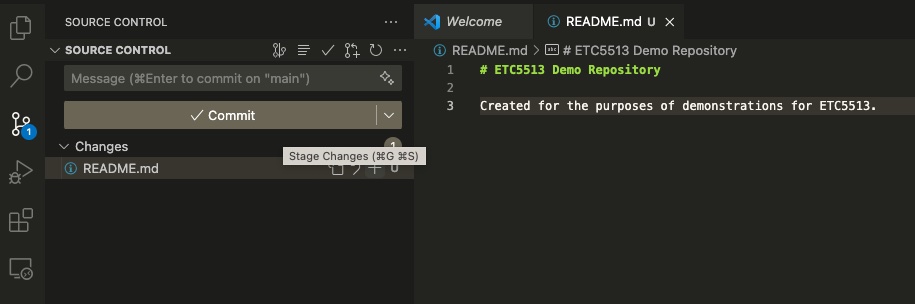 SOURCE CONTROL
SOURCE CONTROL
Message (⌘Enter to commit on "main")
Commit
Changes
1
Stage Changes (⌘G ⌘S)
README.md
U
1
Welcome
README.md U
README.md > # ETC5513 Demo Repository
1 # ETC5513 Demo Repository
2
3 Created for the purposes of demonstrations for ETC5513.